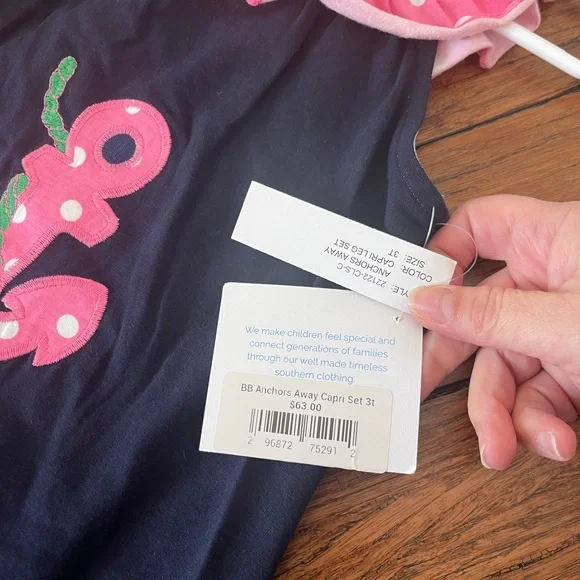 STYLE: 22122-CLS-C
CAPRI LEG SET
COLOR: ANCHORS AWAY
SIZE: 3T
We make children feel special and
connect generations of families
through our well made timeless
southern clothing.
BB Anchors Away Capri Set 3t
$63.00
2 96872 75291 2